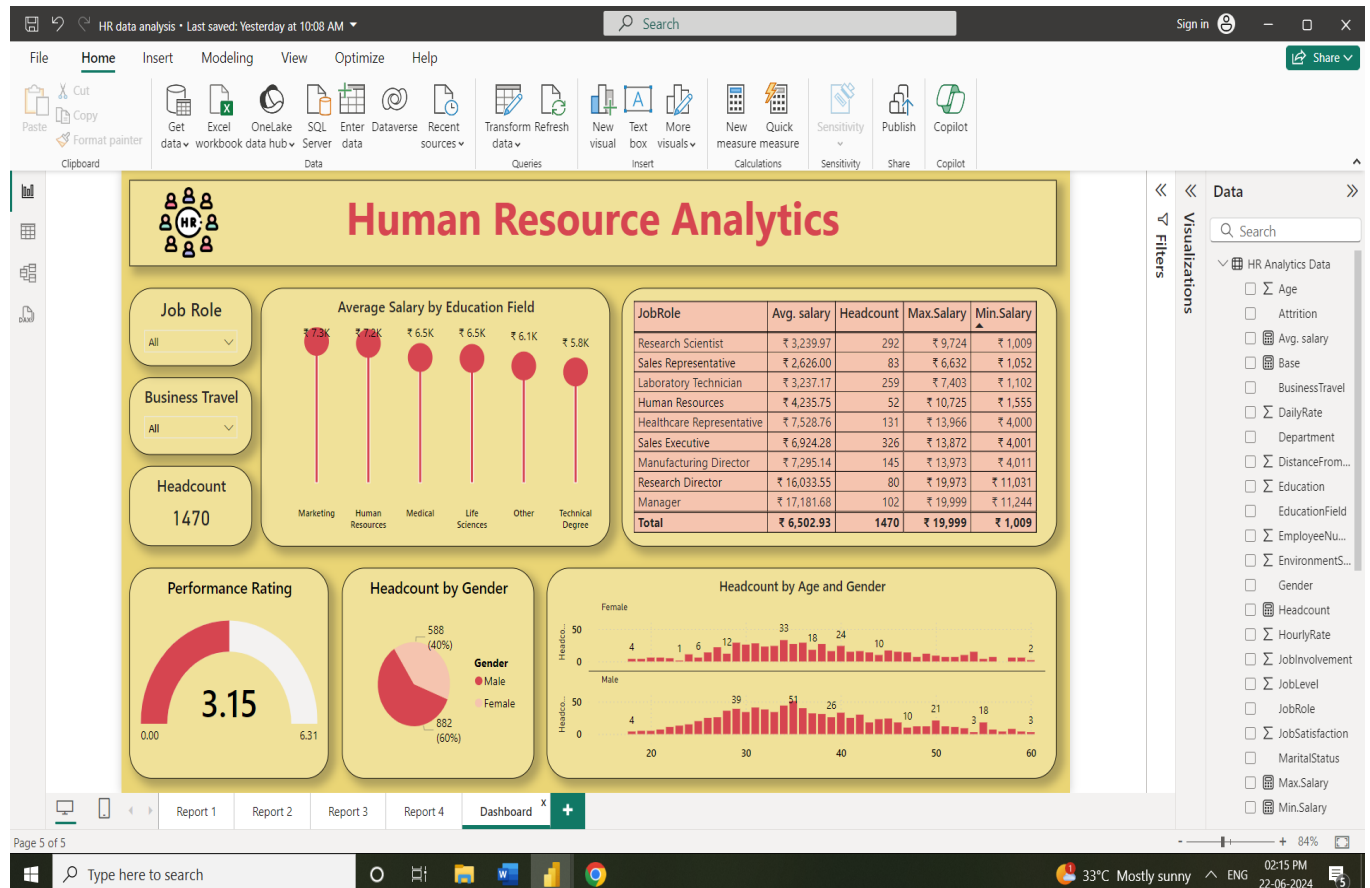 HR data analysis • Last saved: Yesterday at 10:08 AM
Search
Sign in
File Home Insert Modeling View Optimize Help
Share
Paste
Cut
Copy
Format painter
Clipboard
Get data
Excel workbook
OneLake data hub
SQL Server
Enter data
Dataverse
Recent sources
Data
Transform data
Refresh
Queries
New visual
Text box
More visuals
Insert
New measure
Quick measure
Calculations
Sensitivity
Sensitivity
Publish
Share
Copilot
Copilot
HR
Human Resource Analytics
Job Role
All
Business Travel
All
Headcount
1470
Average Salary by Education Field
₹ 7.3K ₹ 7.2K ₹ 6.5K ₹ 6.5K ₹ 6.1K ₹ 5.8K
Marketing Human Resources Medical Life Sciences Other Technical Degree
JobRole Avg. salary Headcount Max.Salary Min.Salary
Research Scientist ₹ 3,239.97 292 ₹ 9,724 ₹ 1,009
Sales Representative ₹ 2,626.00 83 ₹ 6,632 ₹ 1,052
Laboratory Technician ₹ 3,237.17 259 ₹ 7,403 ₹ 1,102
Human Resources ₹ 4,235.75 52 ₹ 10,725 ₹ 1,555
Healthcare Representative ₹ 7,528.76 131 ₹ 13,966 ₹ 4,000
Sales Executive ₹ 6,924.28 326 ₹ 13,872 ₹ 4,001
Manufacturing Director ₹ 7,295.14 145 ₹ 13,973 ₹ 4,011
Research Director ₹ 16,033.55 80 ₹ 19,973 ₹ 11,031
Manager ₹ 17,181.68 102 ₹ 19,999 ₹ 11,244
Total ₹ 6,502.93 1470 ₹ 19,999 ₹ 1,009
Performance Rating
3.15
0.00 6.31
Headcount by Gender
588
(40%)
882
(60%)
Gender
Male
Female
Headcount by Age and Gender
Female
Headco...
50
0
4 1 6 12 33 18 24 10 2
Male
Headco...
50
0
4 39 51 26 10 21 3 18 3
20 30 40 50 60
Filters
Visualizations
Data
Search
HR Analytics Data
Age
Attrition
Avg. salary
Base
BusinessTravel
DailyRate
Department
DistanceFrom...
Education
EducationField
EmployeeNu...
EnvironmentS...
Gender
Headcount
HourlyRate
JobInvolvement
JobLevel
JobRole
JobSatisfaction
MaritalStatus
Max.Salary
Min.Salary
Report 1 Report 2 Report 3 Report 4 Dashboard x +
Page 5 of 5
- + 84%
Type here to search
33°C Mostly sunny
ENG
02:15 PM
22-06-2024